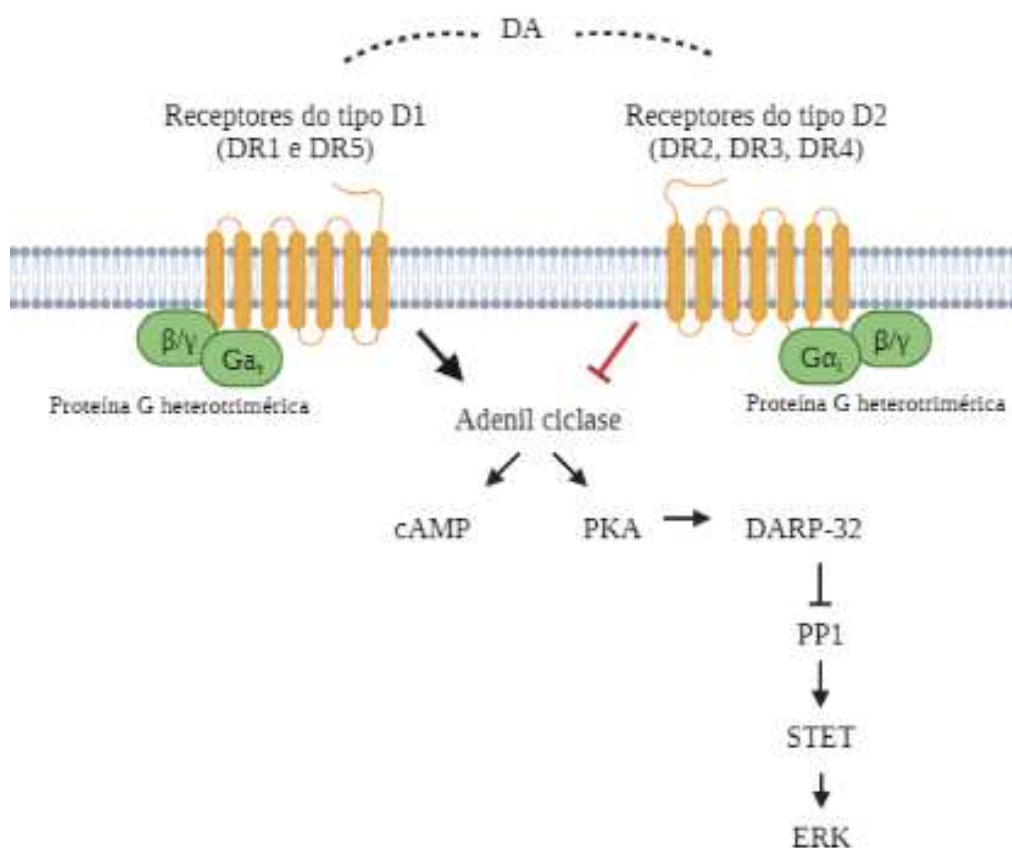 DA
Receptores do tipo D1
(DR1 e DR5)
Receptores do tipo D2
(DR2, DR3, DR4)
β/γ
Gaₛ
Proteína G heterotrimérica
Gαᵢ
β/γ
Proteína G heterotrimérica
Adenil ciclase
cAMP
PKA
DARP-32
PP1
STET
ERK